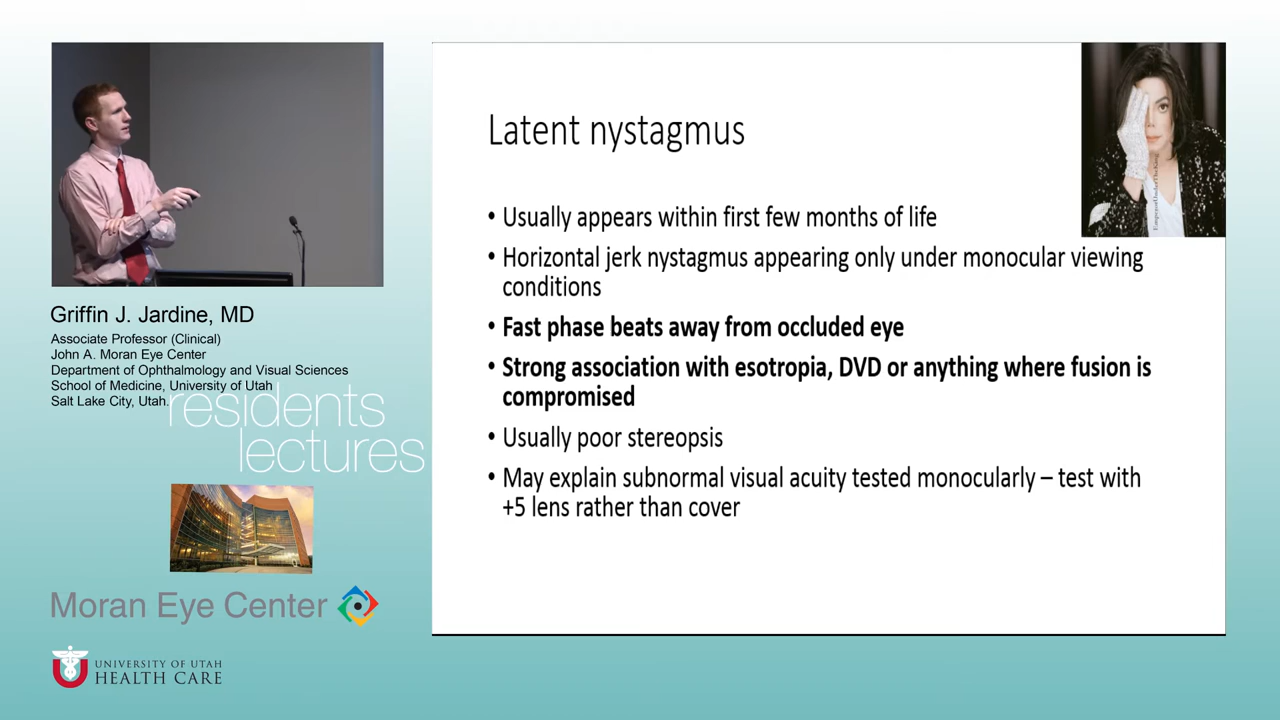 Griffin J. Jardine, MD
Associate Professor (Clinical)
John A. Moran Eye Center
Department of Ophthalmology and Visual Sciences
School of Medicine, University of Utah
Salt Lake City, Utah.
residents
lectures
Moran Eye Center
UNIVERSITY OF UTAH
HEALTH CARE
Latent nystagmus
• Usually appears within first few months of life
• Horizontal jerk nystagmus appearing only under monocular viewing
conditions
• Fast phase beats away from occluded eye
• Strong association with esotropia, DVD or anything where fusion is
compromised
• Usually poor stereopsis
• May explain subnormal visual acuity tested monocularly – test with
+5 lens rather than cover